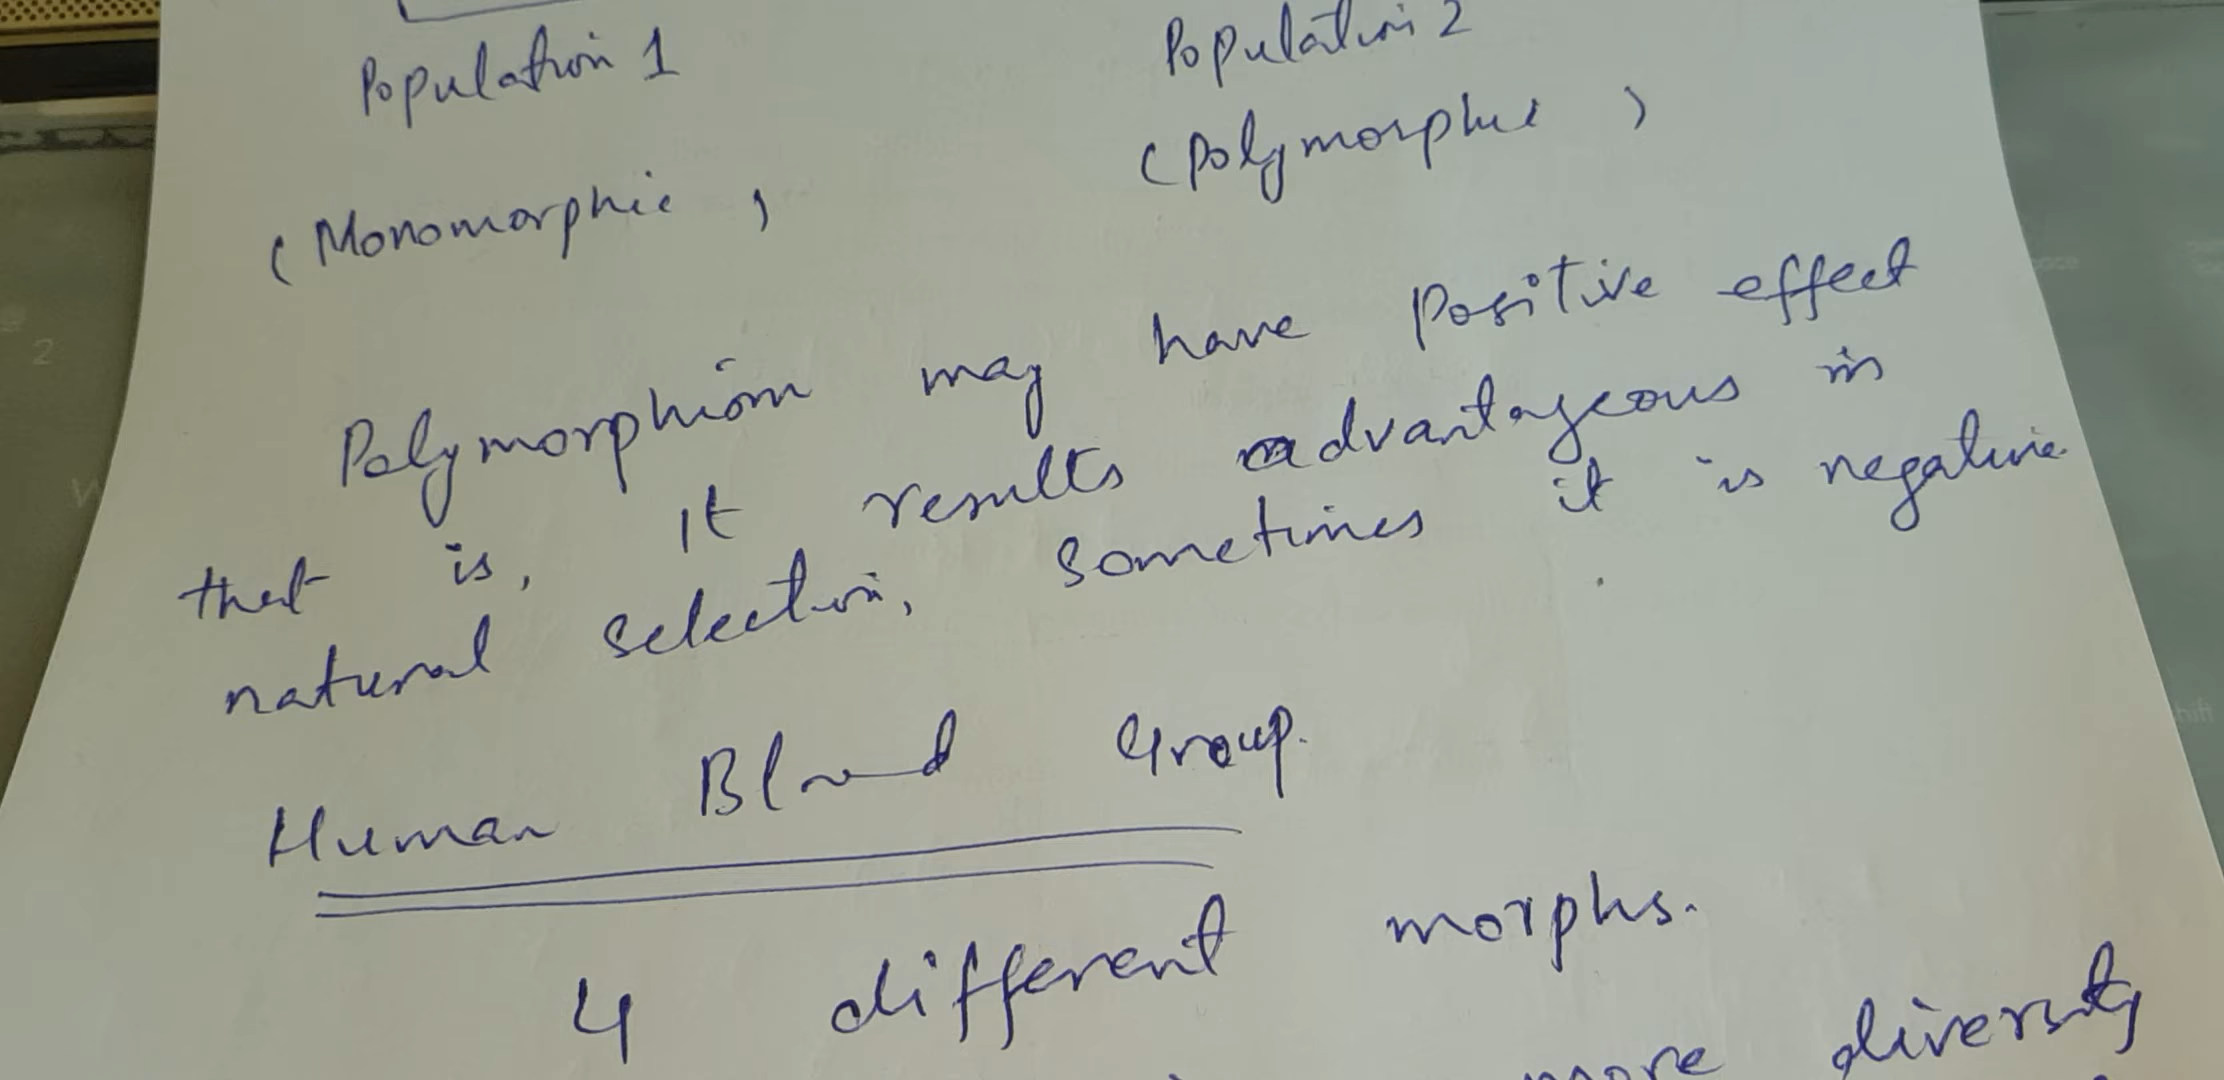 Population 1 Population 2
(Monomorphic) (Polymorphic)
Polymorphism may have Positive effect
that is, it results advantageous in
natural selection, sometimes it is negative
Human Blood Group.
4 different morphs.
more diversity